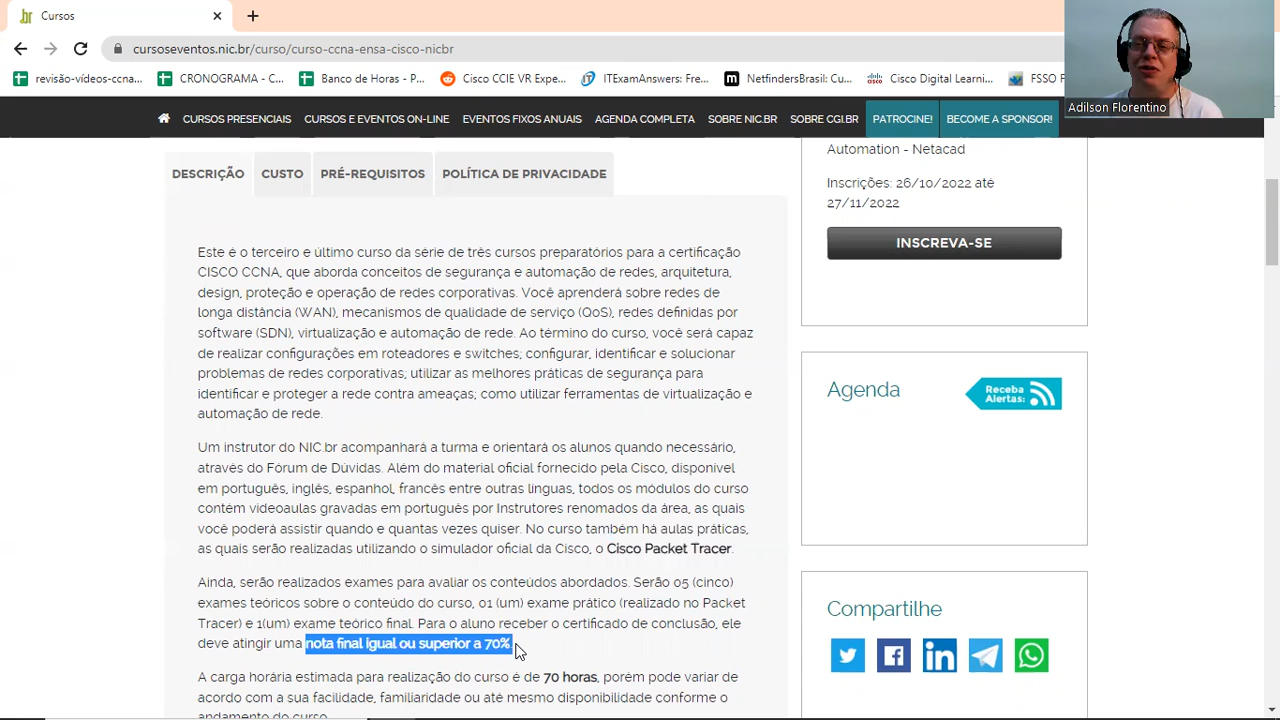 Cursos
cursoseventos.nic.br/curso/curso-ccna-ensa-cisco-nicbr
revisão-vídeos-ccna...
CRONOGRAMA - C...
Banco de Horas - P...
Cisco CCIE VR Expe...
ITExamAnswers: Fre...
NetfindersBrasil: Cu...
Cisco Digital Learni...
FSSO F
Adilson Florentino
CURSOS PRESENCIAIS
CURSOS E EVENTOS ON-LINE
EVENTOS FIXOS ANUAIS
AGENDA COMPLETA
SOBRE NIC.BR
SOBRE CGI.BR
PATROCINE!
BECOME A SPONSOR!
DESCRIÇÃO
CUSTO
PRÉ-REQUISITOS
POLÍTICA DE PRIVACIDADE
Este é o terceiro e último curso da série de três cursos preparatórios para a certificação
CISCO CCNA, que aborda conceitos de segurança e automação de redes, arquitetura,
design, proteção e operação de redes corporativas. Você aprenderá sobre redes de
longa distância (WAN), mecanismos de qualidade de serviço (QoS), redes definidas por
software (SDN), virtualização e automação de rede. Ao término do curso, você será capaz
de realizar configurações em roteadores e switches; configurar, identificar e solucionar
problemas de redes corporativas, utilizar as melhores práticas de segurança para
identificar e proteger a rede contra ameaças; como utilizar ferramentas de virtualização e
automação de rede.
Um instrutor do NIC.br acompanhará a turma e orientará os alunos quando necessário,
através do Fórum de Dúvidas. Além do material oficial fornecido pela Cisco, disponível
em português, inglês, espanhol, francês entre outras línguas, todos os módulos do curso
contém videoaulas gravadas em português por Instrutores renomados da área, as quais
você poderá assistir quando e quantas vezes quiser. No curso também há aulas práticas,
as quais serão realizadas utilizando o simulador oficial da Cisco, o Cisco Packet Tracer.
Ainda, serão realizados exames para avaliar os conteúdos abordados. Serão 05 (cinco)
exames teóricos sobre o conteúdo do curso, 01 (um) exame prático (realizado no Packet
Tracer) e 1(um) exame teórico final. Para o aluno receber o certificado de conclusão, ele
deve atingir uma nota final igual ou superior a 70%.
A carga horária estimada para realização do curso é de 70 horas, porém pode variar de
acordo com a sua facilidade, familiaridade ou até mesmo disponibilidade conforme o
andamento do curso.
Automation - Netacad
Inscrições: 26/10/2022 até
27/11/2022
INSCREVA-SE
Agenda
Receba
Alertas:
Compartilhe